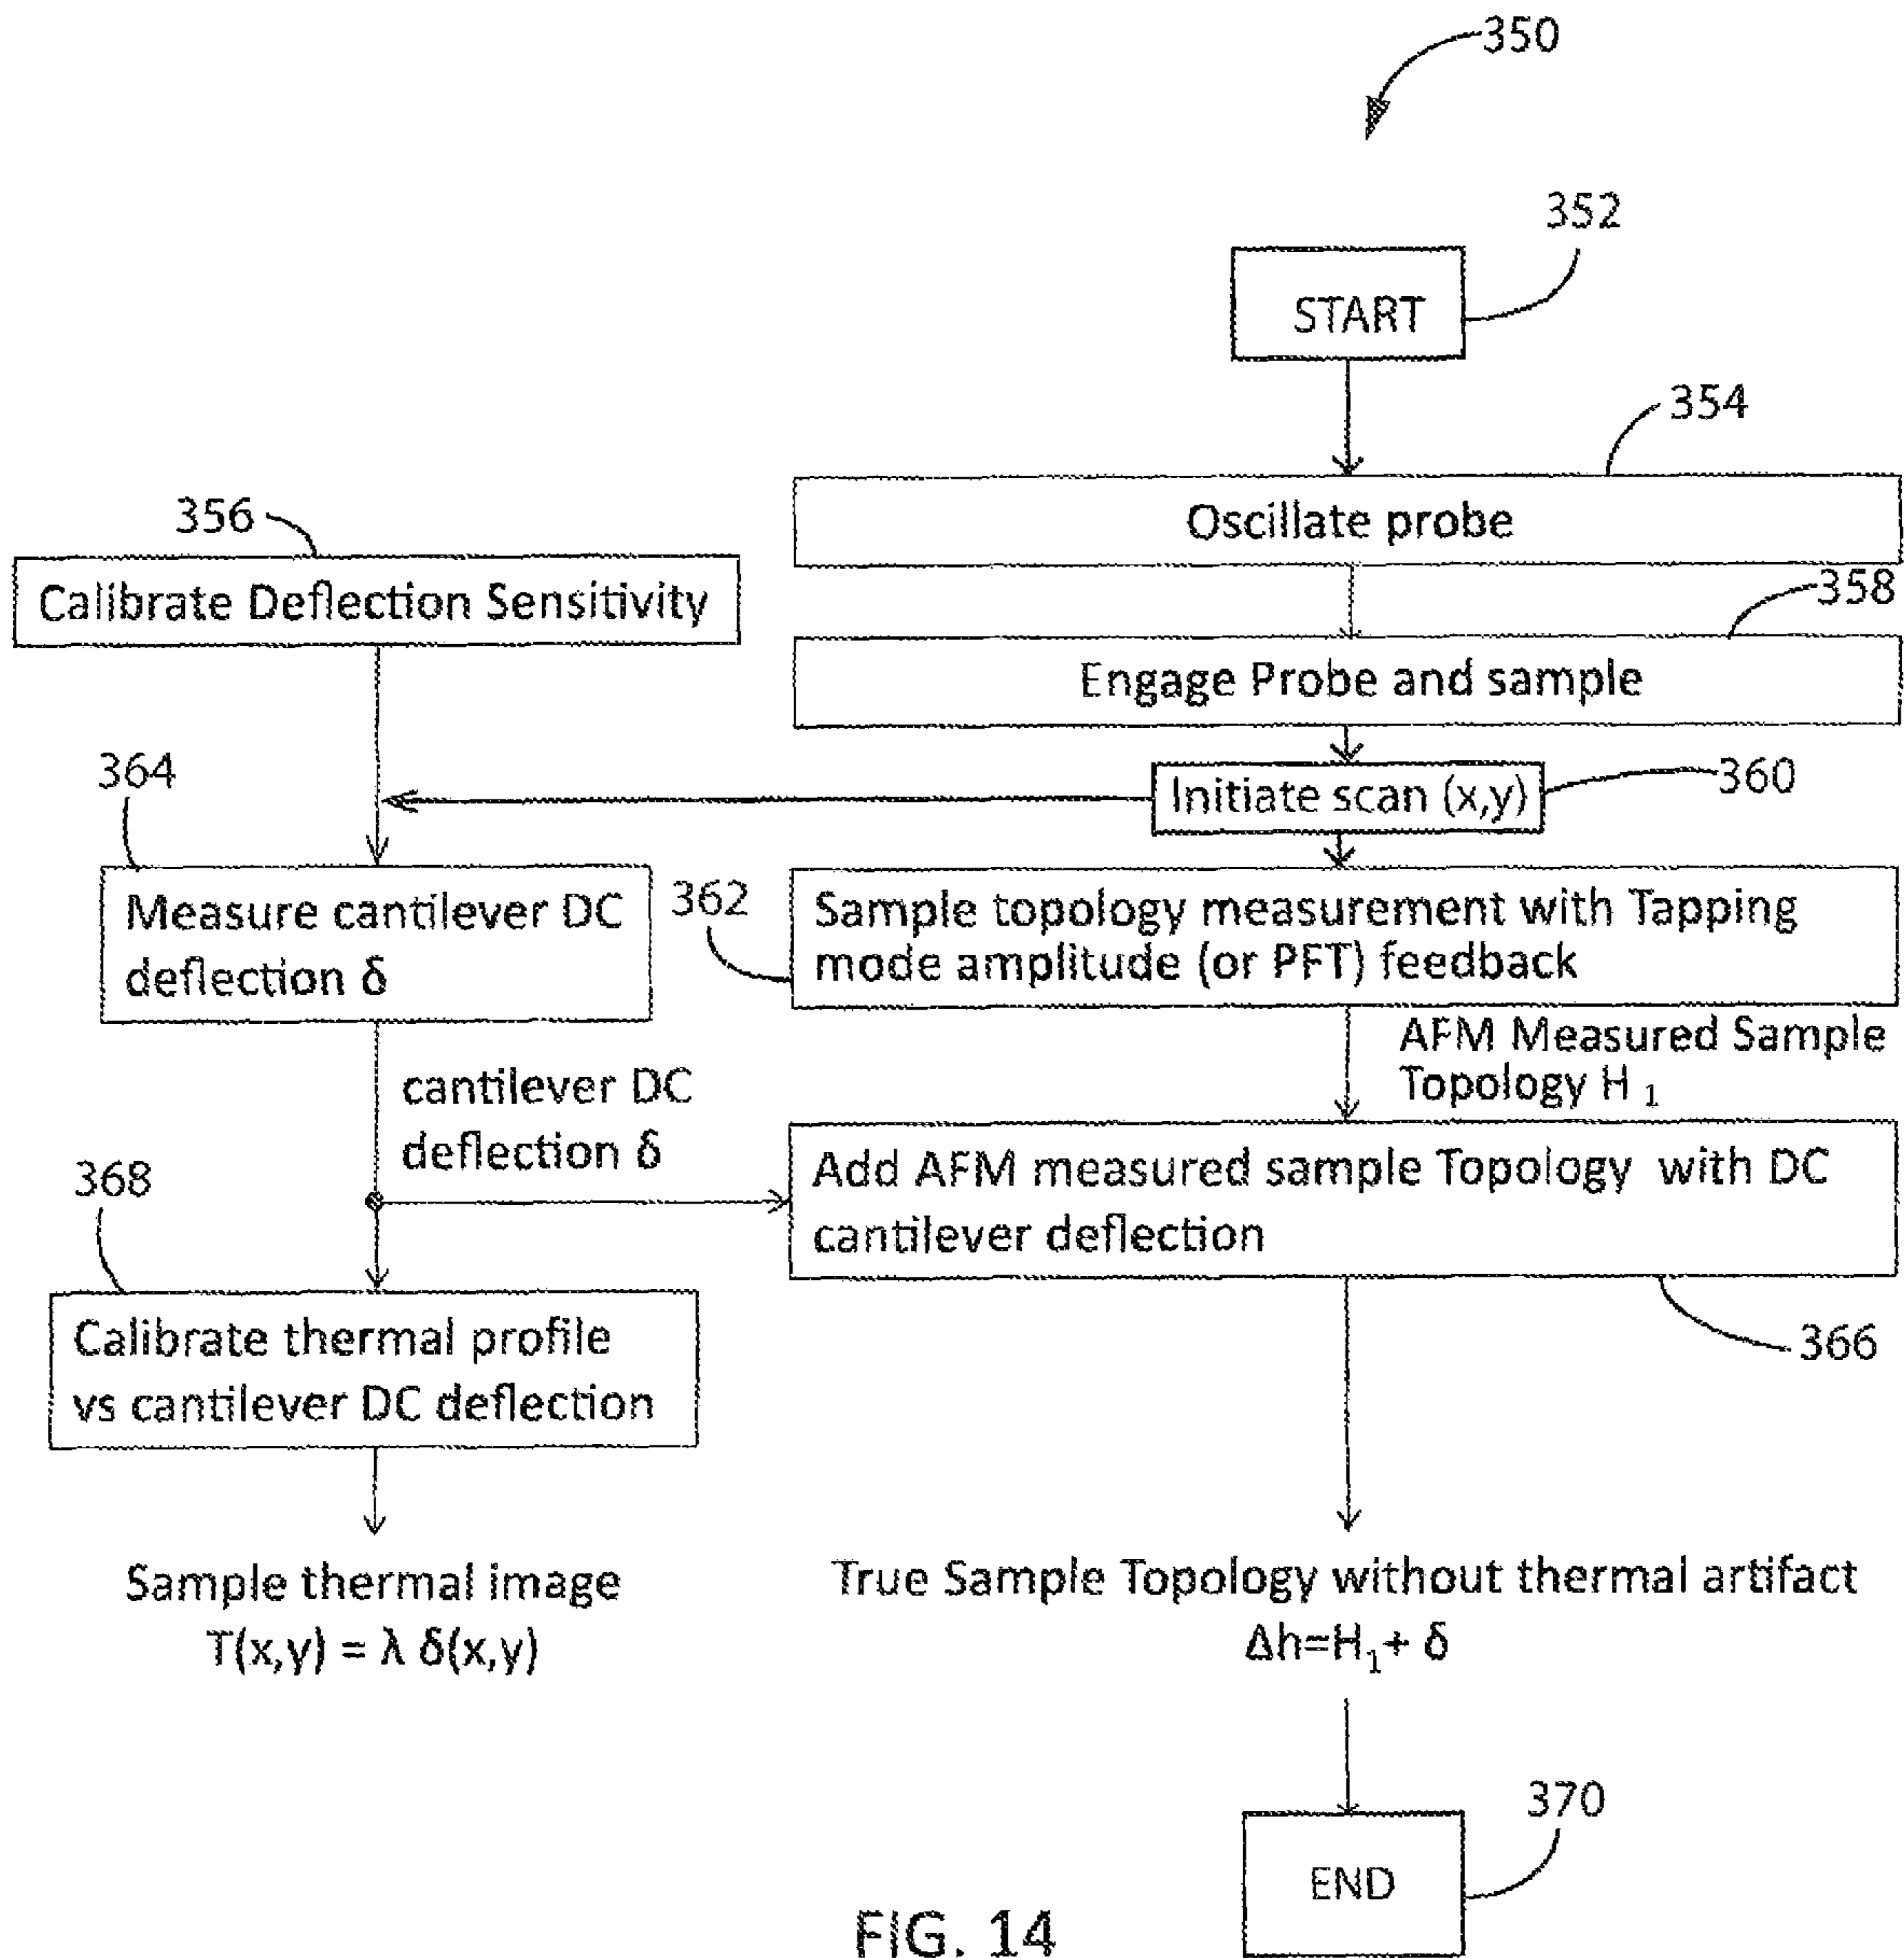 350
352
START
354
Oscillate probe
356
Calibrate Deflection Sensitivity
358
Engage Probe and sample
364
360
Initiate scan (x,y)
Measure cantilever DC
deflection δ
362
Sample topology measurement with Tapping
mode amplitude (or PFT) feedback
AFM Measured Sample
Topology H₁
cantilever DC
deflection δ
368
Add AFM measured sample Topology with DC
cantilever deflection
366
Calibrate thermal profile
vs cantilever DC deflection
Sample thermal image
T(x,y) = λ δ(x,y)
True Sample Topology without thermal artifact
Δh=H₁+ δ
370
END
FIG. 14